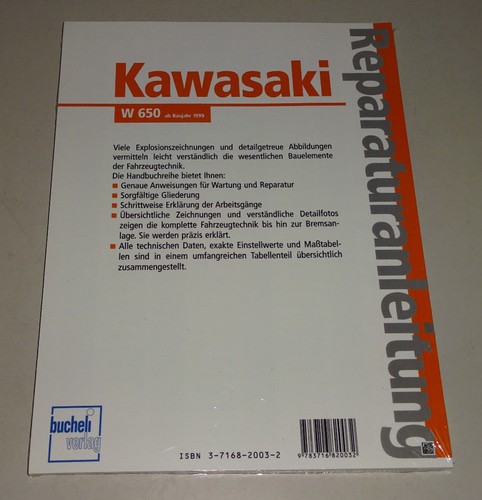 Reparaturanleitung
Kawasaki
W 650 ab Baujahr 1999
Viele Explosionszeichnungen und detailgetreue Abbildungen
vermitteln leicht verständlich die wesentlichen Bauelemente
der Fahrzeugtechnik.
Die Handbuchreihe bietet Ihnen:
Genaue Anweisungen für Wartung und Reparatur
Sorgfältige Gliederung
Schrittweise Erklärung der Arbeitsgänge
Übersichtliche Zeichnungen und verständliche Detailfotos
zeigen die komplette Fahrzeugtechnik bis hin zur Bremsan-
lage. Sie werden präzis erklärt.
Alle technischen Daten, exakte Einstellwerte und Maßtabel-
len sind in einem umfangreichen Tabellenteil übersichtlich
zusammengestellt.
bucheli
verlag
ISBN 3-7168-2003-2
9 783716 820032